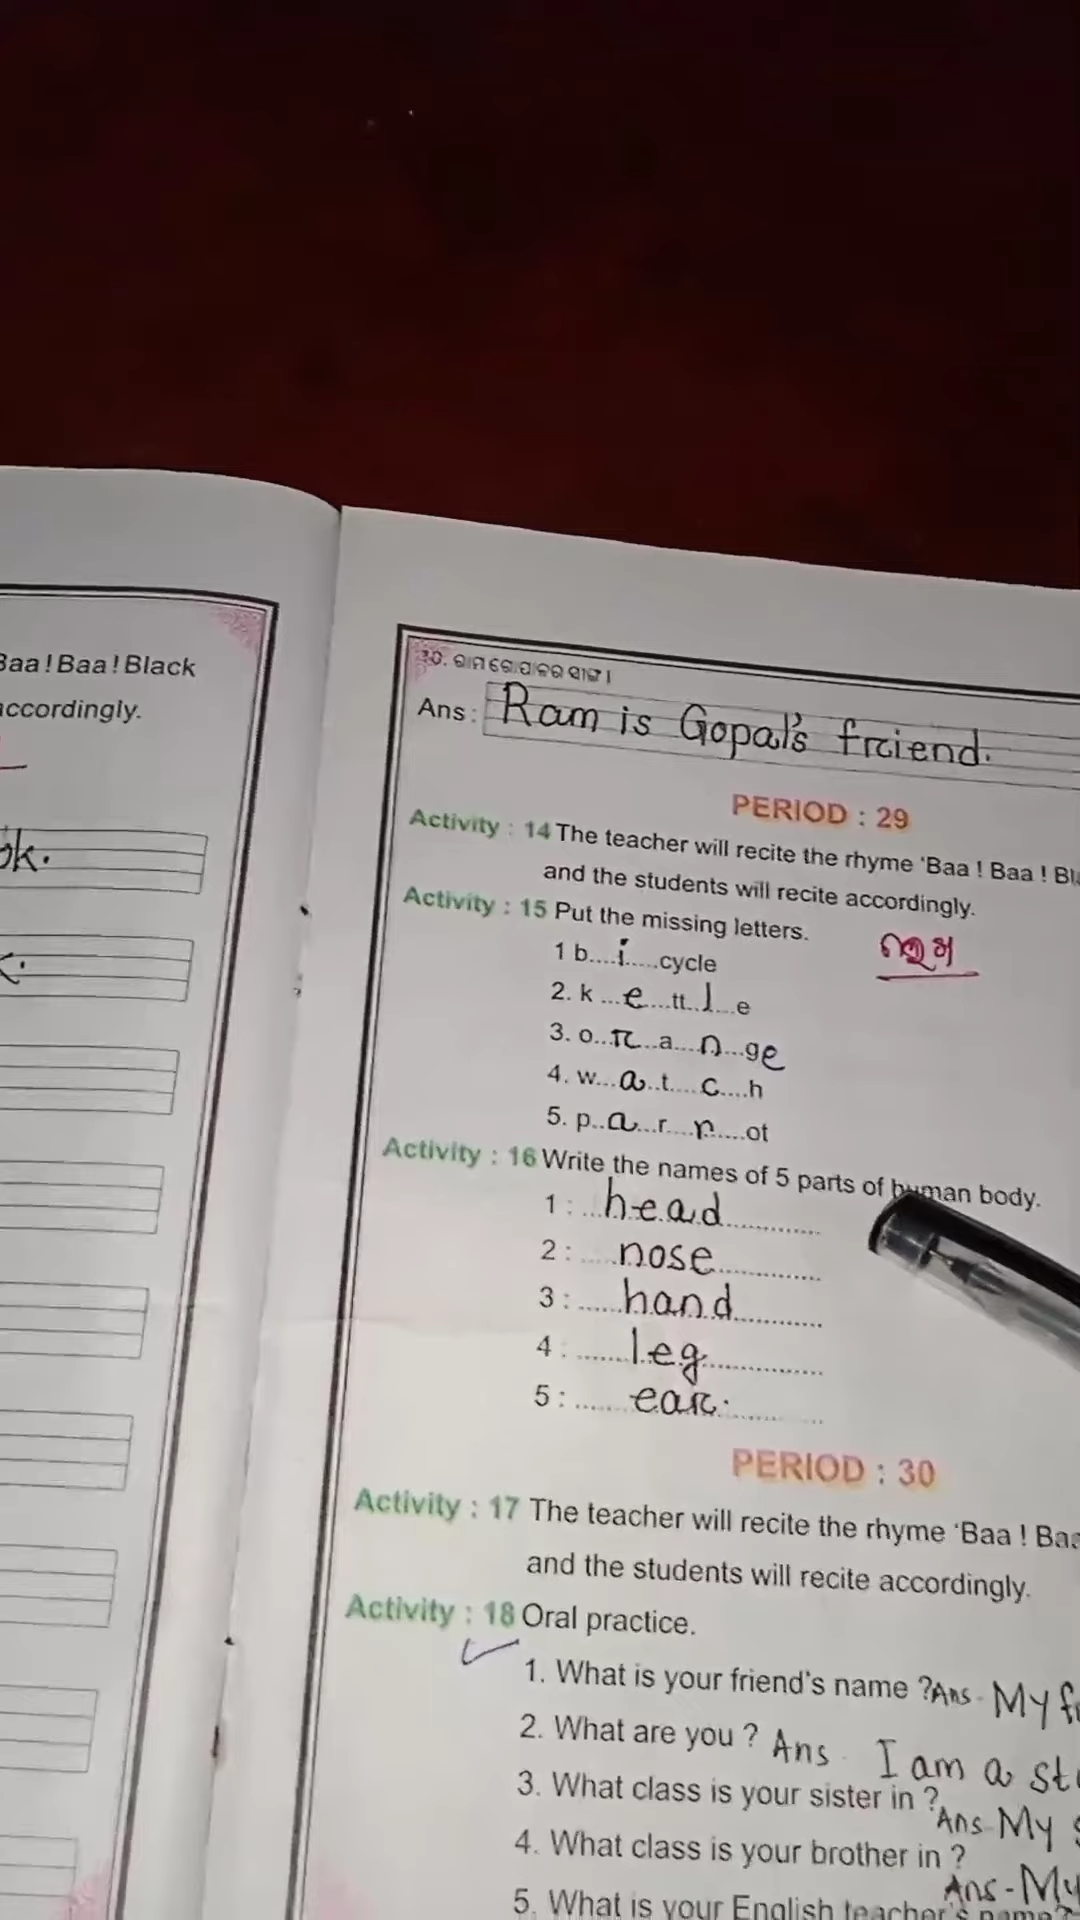 Baa!Baa!Black
accordingly.
30. ରାମ ଗୋପାଳର ସାଙ୍ଗ।
Ans: Ram is Gopal's friend.
PERIOD : 29
Activity : 14 The teacher will recite the rhyme 'Baa ! Baa ! Bla
and the students will recite accordingly.
Activity : 15 Put the missing letters.
1 b....i.....cycle
2. k ...e...tt..l...e
3. o...r...a....n...ge
4. w...a..t....c....h
5. p..a...r....r.....ot
Activity : 16 Write the names of 5 parts of human body.
1 : ...head............
2 : ....nose............
3 : ......hand...........
4 : .......leg..............
5 : ...... ear...........
PERIOD : 30
Activity : 17 The teacher will recite the rhyme 'Baa ! Baa
and the students will recite accordingly.
Activity : 18 Oral practice.
1. What is your friend's name ? Ans - My fr
2. What are you ? Ans - I am a stu
3. What class is your sister in ?
Ans - My s
4. What class is your brother in ?
Ans - My
5. What is your English teacher's name?